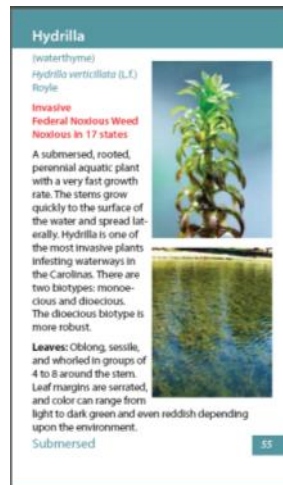 Hydrilla
(waterthyme)
Hydrilla verticillata (L.f.)
Royle
Invasive
Federal Noxious Weed
Noxious in 17 states
A submersed, rooted,
perennial aquatic plant
with a very fast growth
rate. The stems grow
quickly to the surface of
the water and spread lat-
erally. Hydrilla is one of
the most invasive plants
infesting waterways in
the Carolinas. There are
two biotypes: monoe-
cious and dioecious.
The dioecious biotype is
more robust.
Leaves: Oblong, sessile,
and whorled in groups of
4 to 8 around the stem.
Leaf margins are serrated,
and color can range from
light to dark green and even reddish depending
upon the environment.
Submersed
55